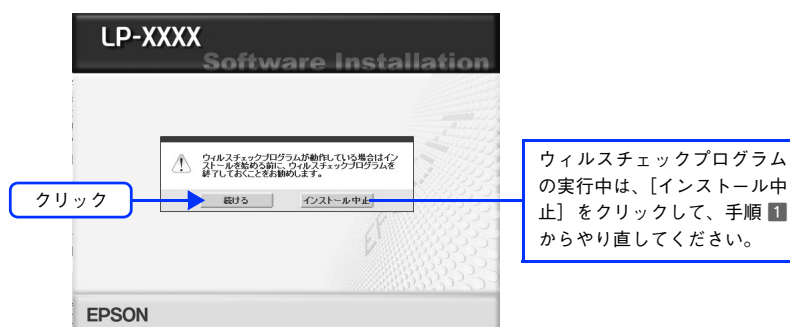 LP-XXXX
Software Installation
ウィルスチェックプログラムが動作している場合はイン
ストールを始める前に、ウィルスチェックプログラムを
終了しておくことをお勧めします。
クリック
続ける
インストール中止
ウィルスチェックプログラム
の実行中は、［インストール中
止］をクリックして、手順 1
からやり直してください。
EPSON